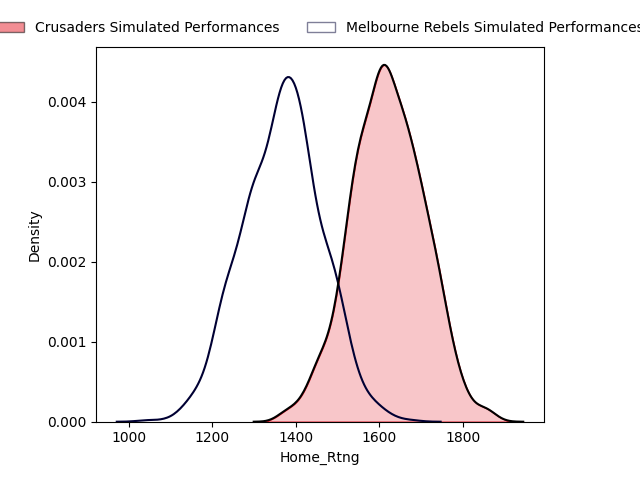 Crusaders Simulated Performances Melbourne Rebels Simulated Performances
0.004
0.003
0.002
0.001
0.000
Density
1000 1200 1400 1600 1800
Home_Rtng